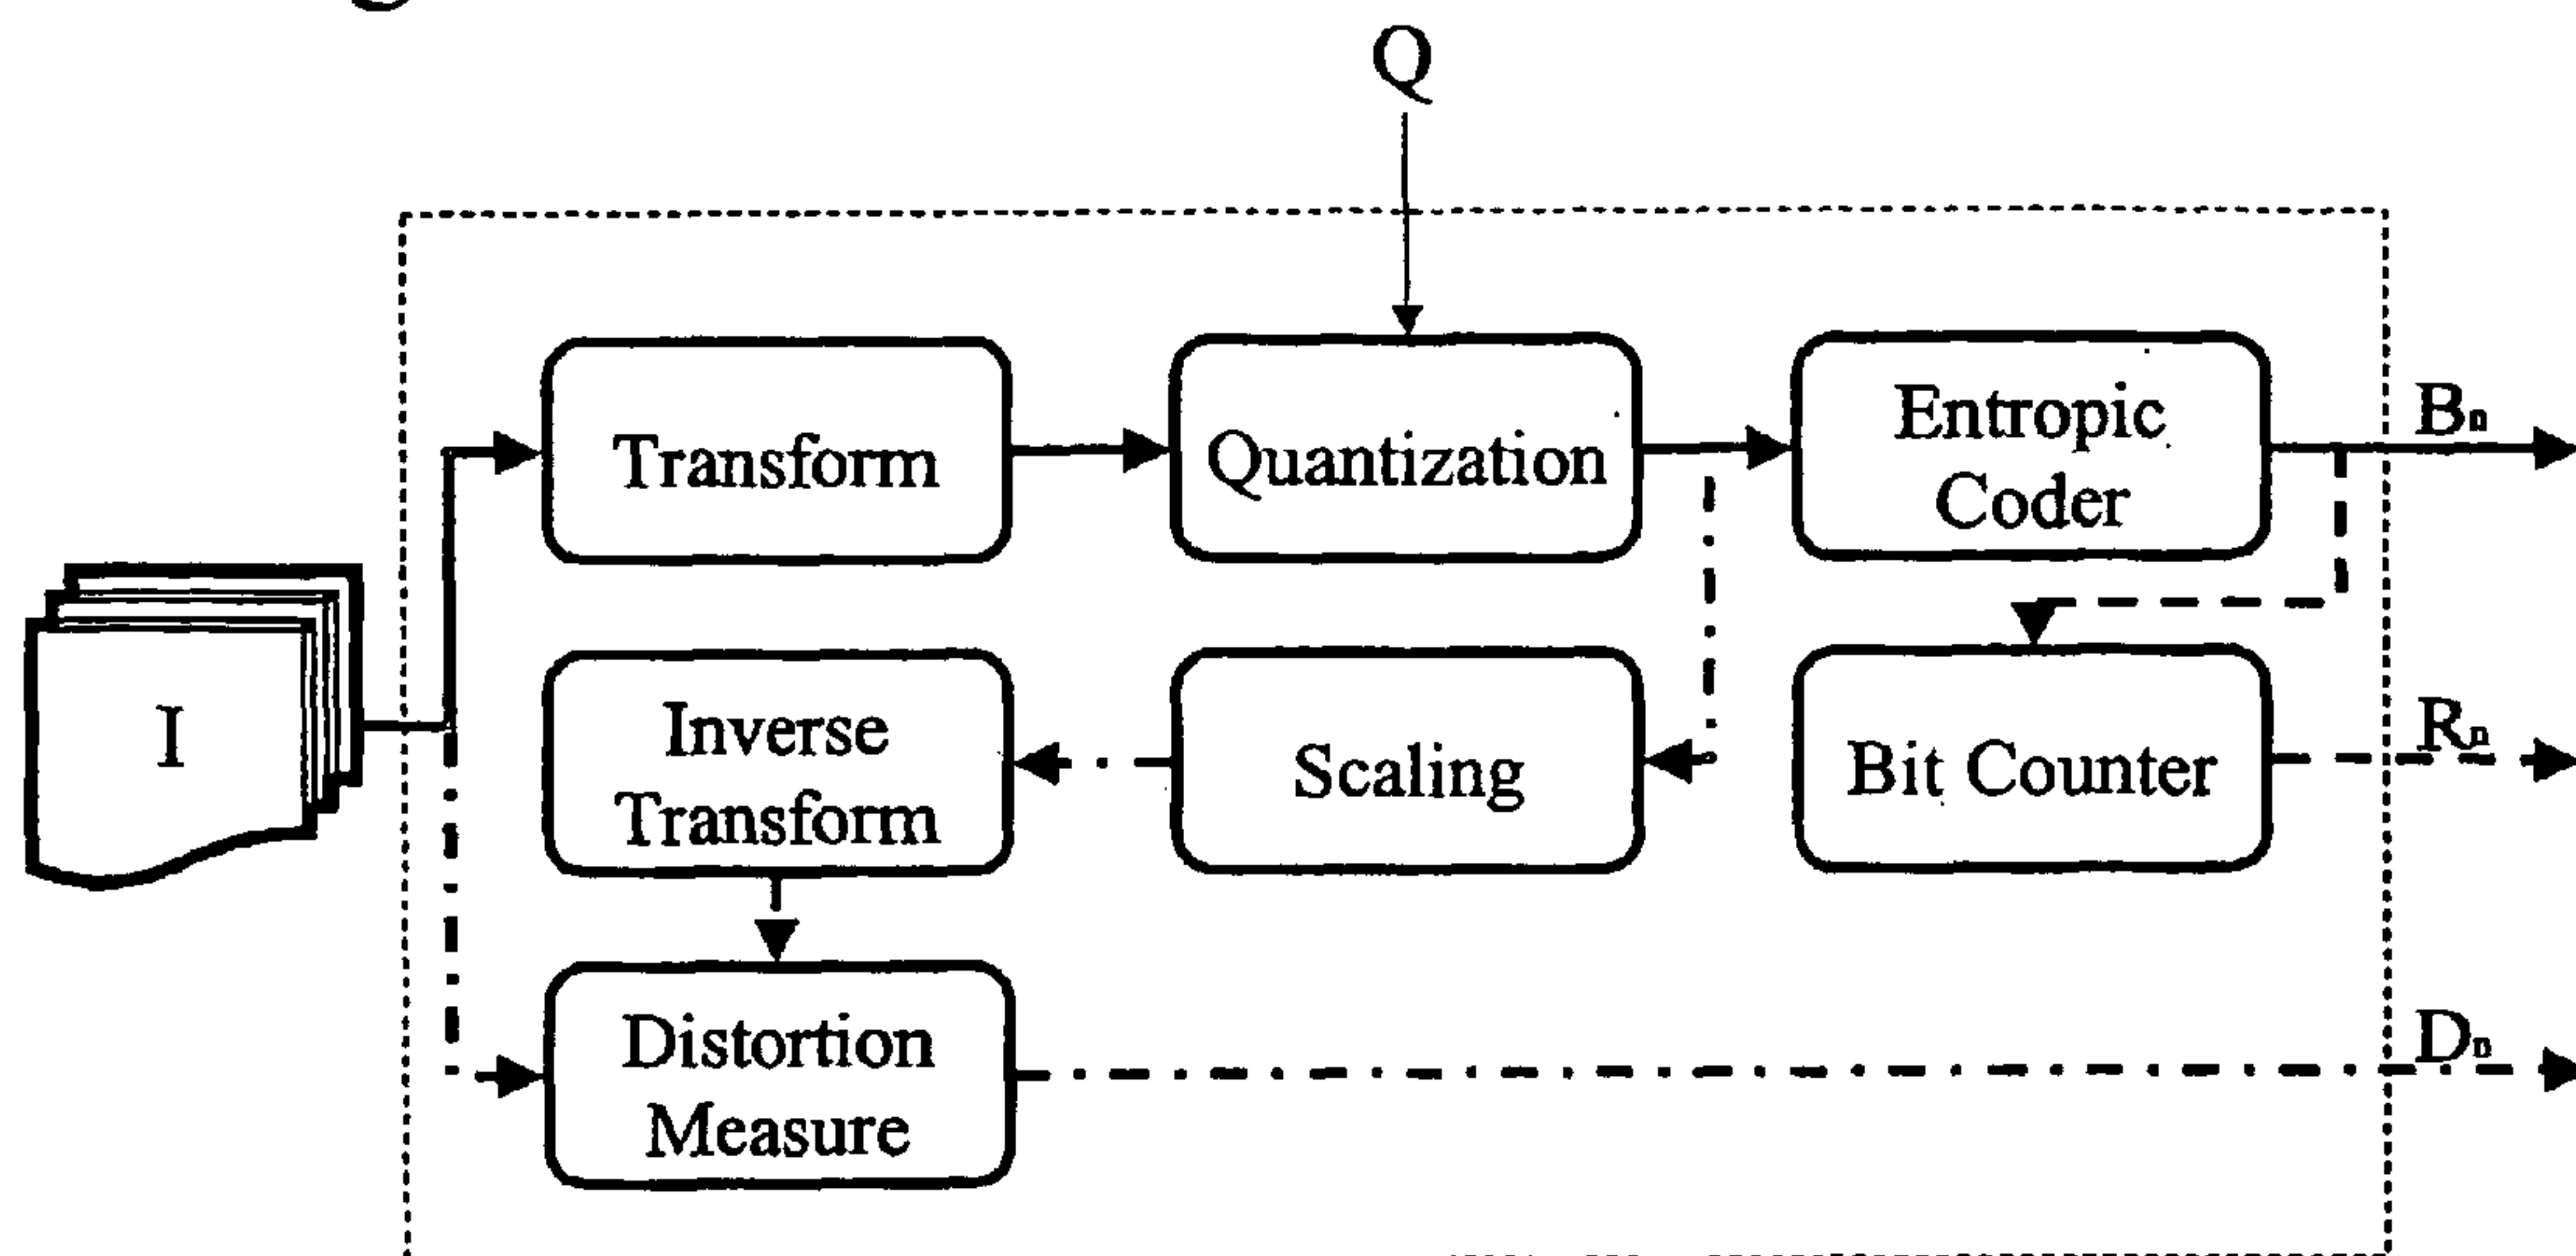 Q
Transform
Quantization
Entropic
Coder
Bn
I
Inverse
Transform
Scaling
Bit Counter
Rn
Distortion
Measure
Dn